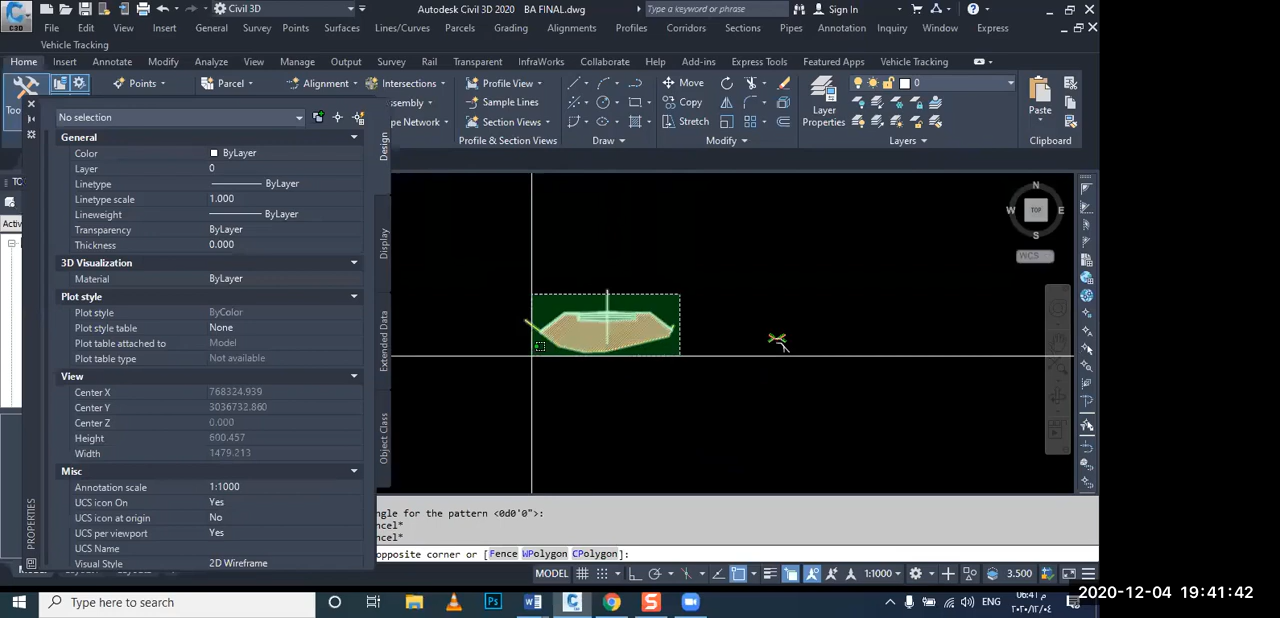 Civil 3D
Autodesk Civil 3D 2020 BA FINAL.dwg
Type a keyword or phrase
Sign In
File Edit View Insert General Survey Points Surfaces Lines/Curves Parcels Grading Alignments Profiles Corridors Sections Pipes Annotation Inquiry Window Express
Vehicle Tracking
Home Insert Annotate Modify Analyze View Manage Output Survey Rail Transparent InfraWorks Collaborate Help Add-ins Express Tools Featured Apps Vehicle Tracking
Points Parcel Alignment Intersections Profile View Move Copy Stretch
Sample Lines
Section Views
Layer Properties
0
Paste
Profile & Section Views Draw Modify Layers Clipboard
No selection
General
Color ByLayer
Layer 0
Linetype ByLayer
Linetype scale 1.000
Lineweight ByLayer
Transparency ByLayer
Thickness 0.000
3D Visualization
Material ByLayer
Plot style
Plot style ByColor
Plot style table None
Plot table attached to Model
Plot table type Not available
View
Center X 768324.939
Center Y 3036732.860
Center Z 0.000
Height 600.457
Width 1479.213
Misc
Annotation scale 1:1000
UCS icon On Yes
UCS icon at origin No
UCS per viewport Yes
UCS Name
Visual Style 2D Wireframe
PROPERTIES
Design
Display
Extended Data
Object Class
N
W TOP E
S
WCS
angle for the pattern <0d0'0">:
ncel*
ncel*
opposite corner or [Fence WPolygon CPolygon]:
MODEL 1:1000 3.500
Type here to search
ENG
2020-12-04 19:41:42